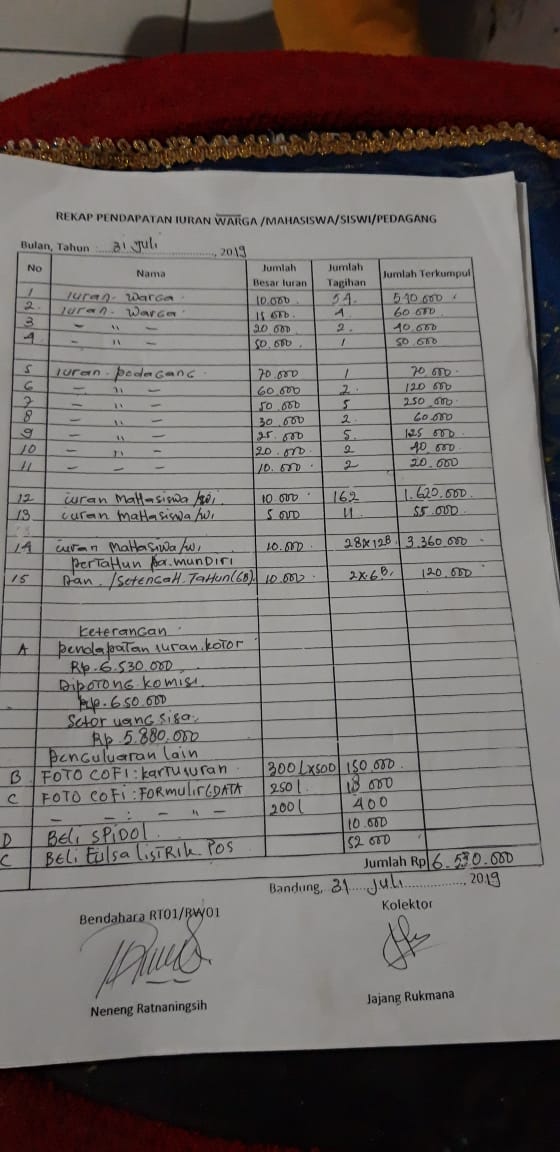 REKAP PENDAPATAN IURAN WARGA /MAHASISWA/SISWI/PEDAGANG
Bulan, Tahun : 31 Juli , 2019
No Nama Jumlah Besar Iuran Jumlah Tagihan Jumlah Terkumpul
1 Iuran. Warga. 10.000 54. 540 000
2. Iuran. Warga. 15 000 4. 60 000
3 — " — 20 000 2. 40.000
4. — " — 50.000. 1 50.000
5 Iuran. Pedagang. 70.000 1 70 000.
6 — " — 60.000 2. 120 000
7 — " — 50.000 5 250.000
8 — " — 30.000 2. 60.000
9 — " — 25.000 5. 125 000
10 — " — 20.000 2 40.000
11 — — — 10.000 2 20.000
12 iuran Mahasiswa/wi, 10.000 162 1.620.000.
13 iuran mahasiswa/wi, 5.000 11 55.000.
14 iuran Mahasiswa/wi, 10.000. 28x12B 3.360.000
Pertahun pa.mundiri
15 Dan. /Setengah. Tahun(6B) 10.000 2x.6B, 120.000
Keterangan
A Pendapatan iuran.kotor
Rp.6.530.000
Dipotong komisi.
Rp.650.000
Setor uang sisa.
Rp 5.880.000
Penguluaran lain
B FOTO COFI: kartuiuran 300Lx500 150.000.
C FOTO COFI: FORmuliR(DATA 250l. 18 000
— — : — " — 200l 400
D Beli SPIDOL. 10.000
C Beli tulsa lisTRik pos 52 000
Jumlah Rp 6.530.000
Bandung, 31 Juli , 2019
Bendahara RT01/RW01 Kolektor
Neneng Ratnaningsih Jajang Rukmana